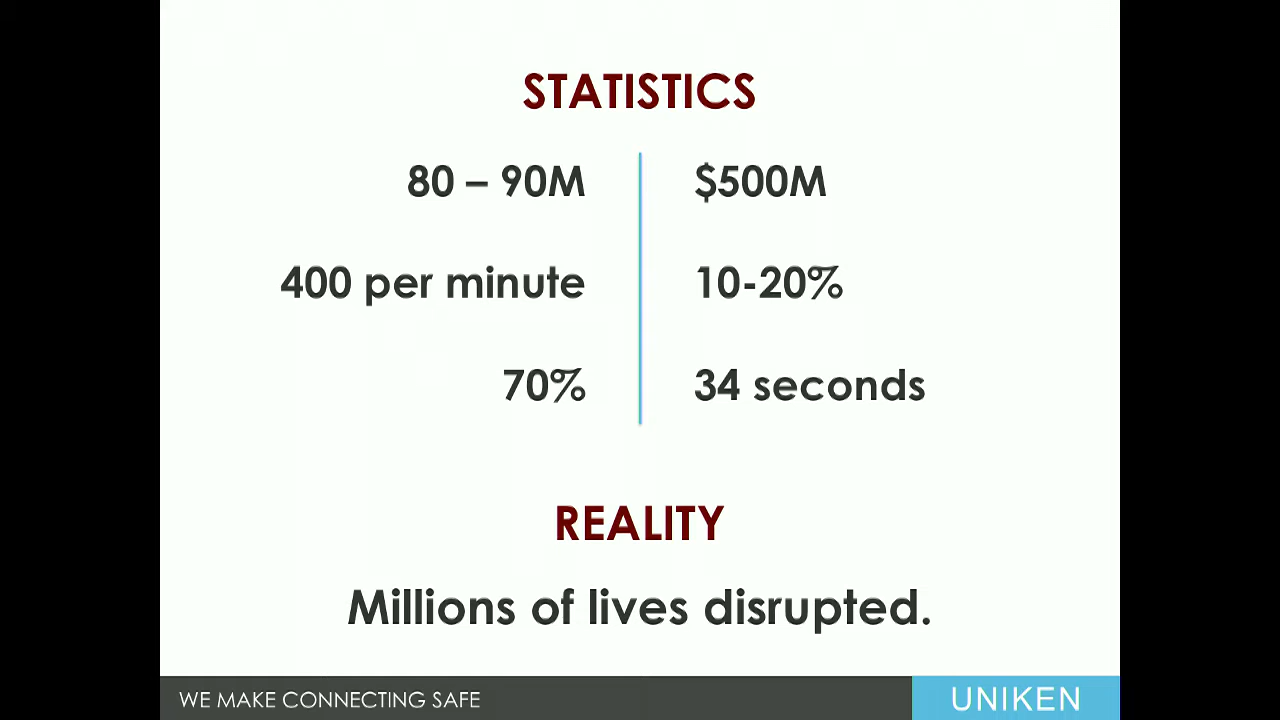 STATISTICS
80 – 90M
$500M
400 per minute
10-20%
70%
34 seconds
REALITY
Millions of lives disrupted.
WE MAKE CONNECTING SAFE
UNIKEN